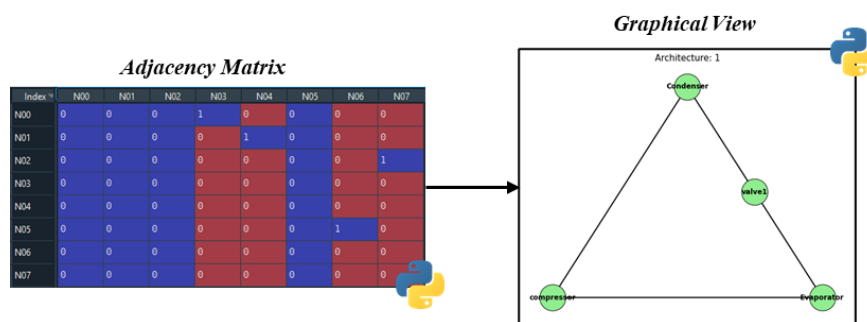 Adjacency Matrix
Index N00 N01 N02 N03 N04 N05 N06 N07
N00 0 0 0 1 0 0 0 0
N01 0 0 0 0 1 0 0 0
N02 0 0 0 0 0 0 0 1
N03 0 0 0 0 0 0 0 0
N04 0 0 0 0 0 0 0 0
N05 0 0 0 0 0 0 1 0
N06 0 0 0 0 0 0 0 0
N07 0 0 0 0 0 0 0 0
Graphical View
Architecture: 1
Condenser
valve1
compressor
Evaporator